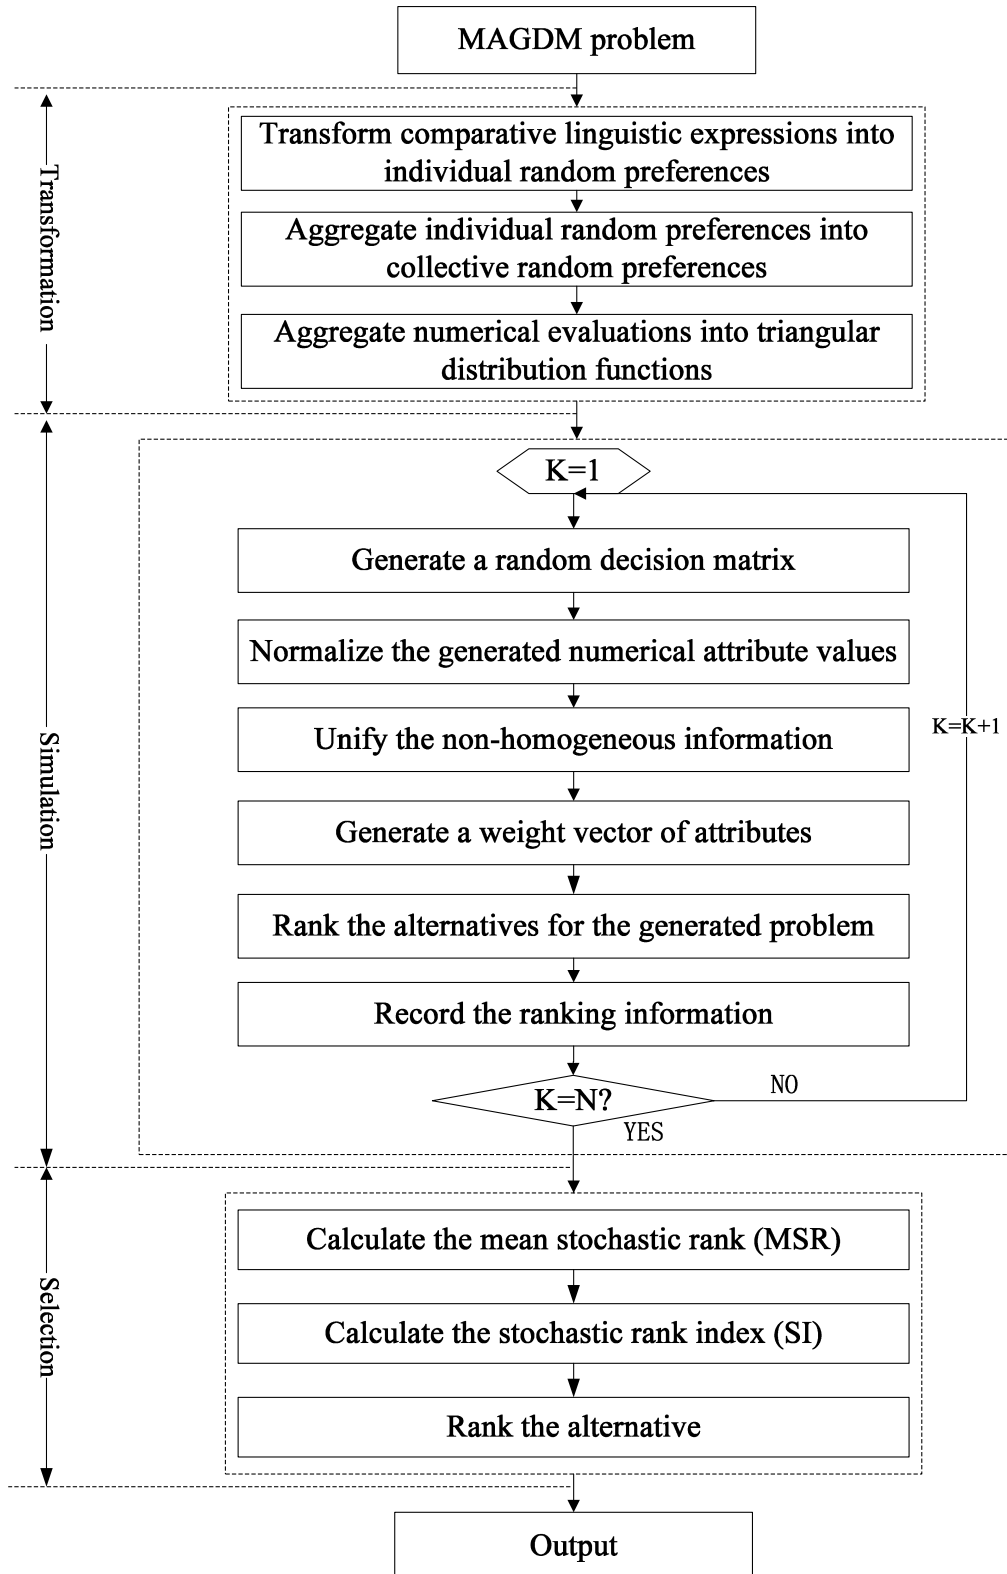 MAGDM problem
Transformation
Transform comparative linguistic expressions into
individual random preferences
Aggregate individual random preferences into
collective random preferences
Aggregate numerical evaluations into triangular
distribution functions
Simulation
K=1
Generate a random decision matrix
Normalize the generated numerical attribute values
Unify the non-homogeneous information
K=K+1
Generate a weight vector of attributes
Rank the alternatives for the generated problem
Record the ranking information
K=N?
NO
YES
Selection
Calculate the mean stochastic rank (MSR)
Calculate the stochastic rank index (SI)
Rank the alternative
Output